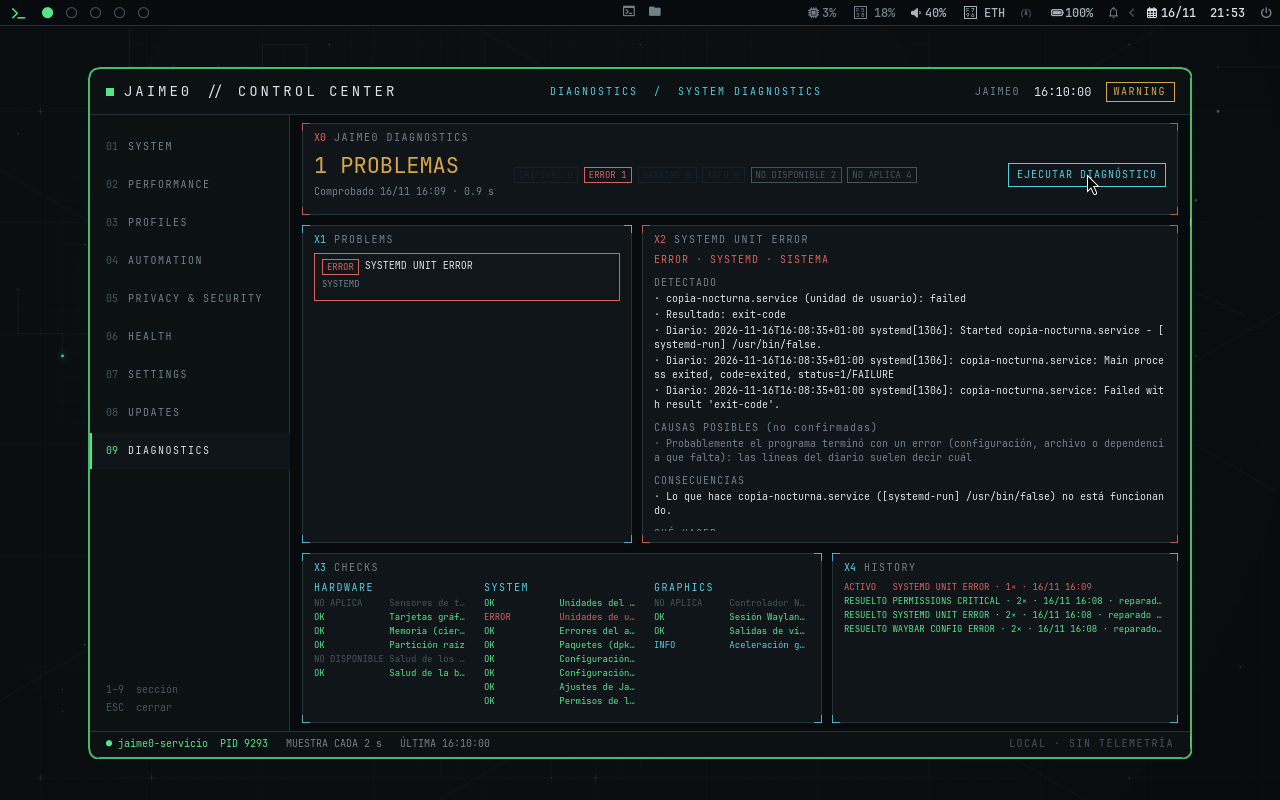 3%
18%
40%
ETH
100%
16/11
21:53
JAIME0 // CONTROL CENTER
DIAGNOSTICS / SYSTEM DIAGNOSTICS
JAIME0 16:10:00 WARNING
01 SYSTEM
02 PERFORMANCE
03 PROFILES
04 AUTOMATION
05 PRIVACY & SECURITY
06 HEALTH
07 SETTINGS
08 UPDATES
09 DIAGNOSTICS
1-9 sección
ESC cerrar
X0 JAIME0 DIAGNOSTICS
1 PROBLEMAS
Comprobado 16/11 16:09 · 0.9 s
ERROR 1
NO DISPONIBLE 2
NO APLICA 4
EJECUTAR DIAGNÓSTICO
X1 PROBLEMS
ERROR SYSTEMD UNIT ERROR
SYSTEMD
X2 SYSTEMD UNIT ERROR
ERROR · SYSTEMD · SISTEMA
DETECTADO
· copia-nocturna.service (unidad de usuario): failed
· Resultado: exit-code
· Diario: 2026-11-16T16:08:35+01:00 systemd[1306]: Started copia-nocturna.service - [
systemd-run] /usr/bin/false.
· Diario: 2026-11-16T16:08:35+01:00 systemd[1306]: copia-nocturna.service: Main proce
ss exited, code=exited, status=1/FAILURE
· Diario: 2026-11-16T16:08:35+01:00 systemd[1306]: copia-nocturna.service: Failed wit
h result 'exit-code'.
CAUSAS POSIBLES (no confirmadas)
· Probablemente el programa terminó con un error (configuración, archivo o dependenci
a que falta): las líneas del diario suelen decir cuál
CONSECUENCIAS
· Lo que hace copia-nocturna.service ([systemd-run] /usr/bin/false) no está funcionan
do.
X3 CHECKS
HARDWARE
NO APLICA Sensores de t…
OK Tarjetas gráf…
OK Memoria (cier…
OK Partición raíz
NO DISPONIBLE Salud de los …
OK Salud de la b…
SYSTEM
OK Unidades del …
ERROR Unidades de u…
OK Errores del a…
OK Paquetes (dpk…
OK Configuración…
OK Configuración…
OK Ajustes de Ja…
OK Permisos de l…
GRAPHICS
NO APLICA Controlador N…
OK Sesión Waylan…
OK Salidas de ví…
INFO Aceleración g…
X4 HISTORY
ACTIVO SYSTEMD UNIT ERROR · 1× · 16/11 16:09
RESUELTO PERMISSIONS CRITICAL · 2× · 16/11 16:08 · reparad…
RESUELTO SYSTEMD UNIT ERROR · 2× · 16/11 16:08 · reparado …
RESUELTO WAYBAR CONFIG ERROR · 2× · 16/11 16:08 · reparado…
jaime0-servicio PID 9293 MUESTRA CADA 2 s ÚLTIMA 16:10:00
LOCAL · SIN TELEMETRÍA